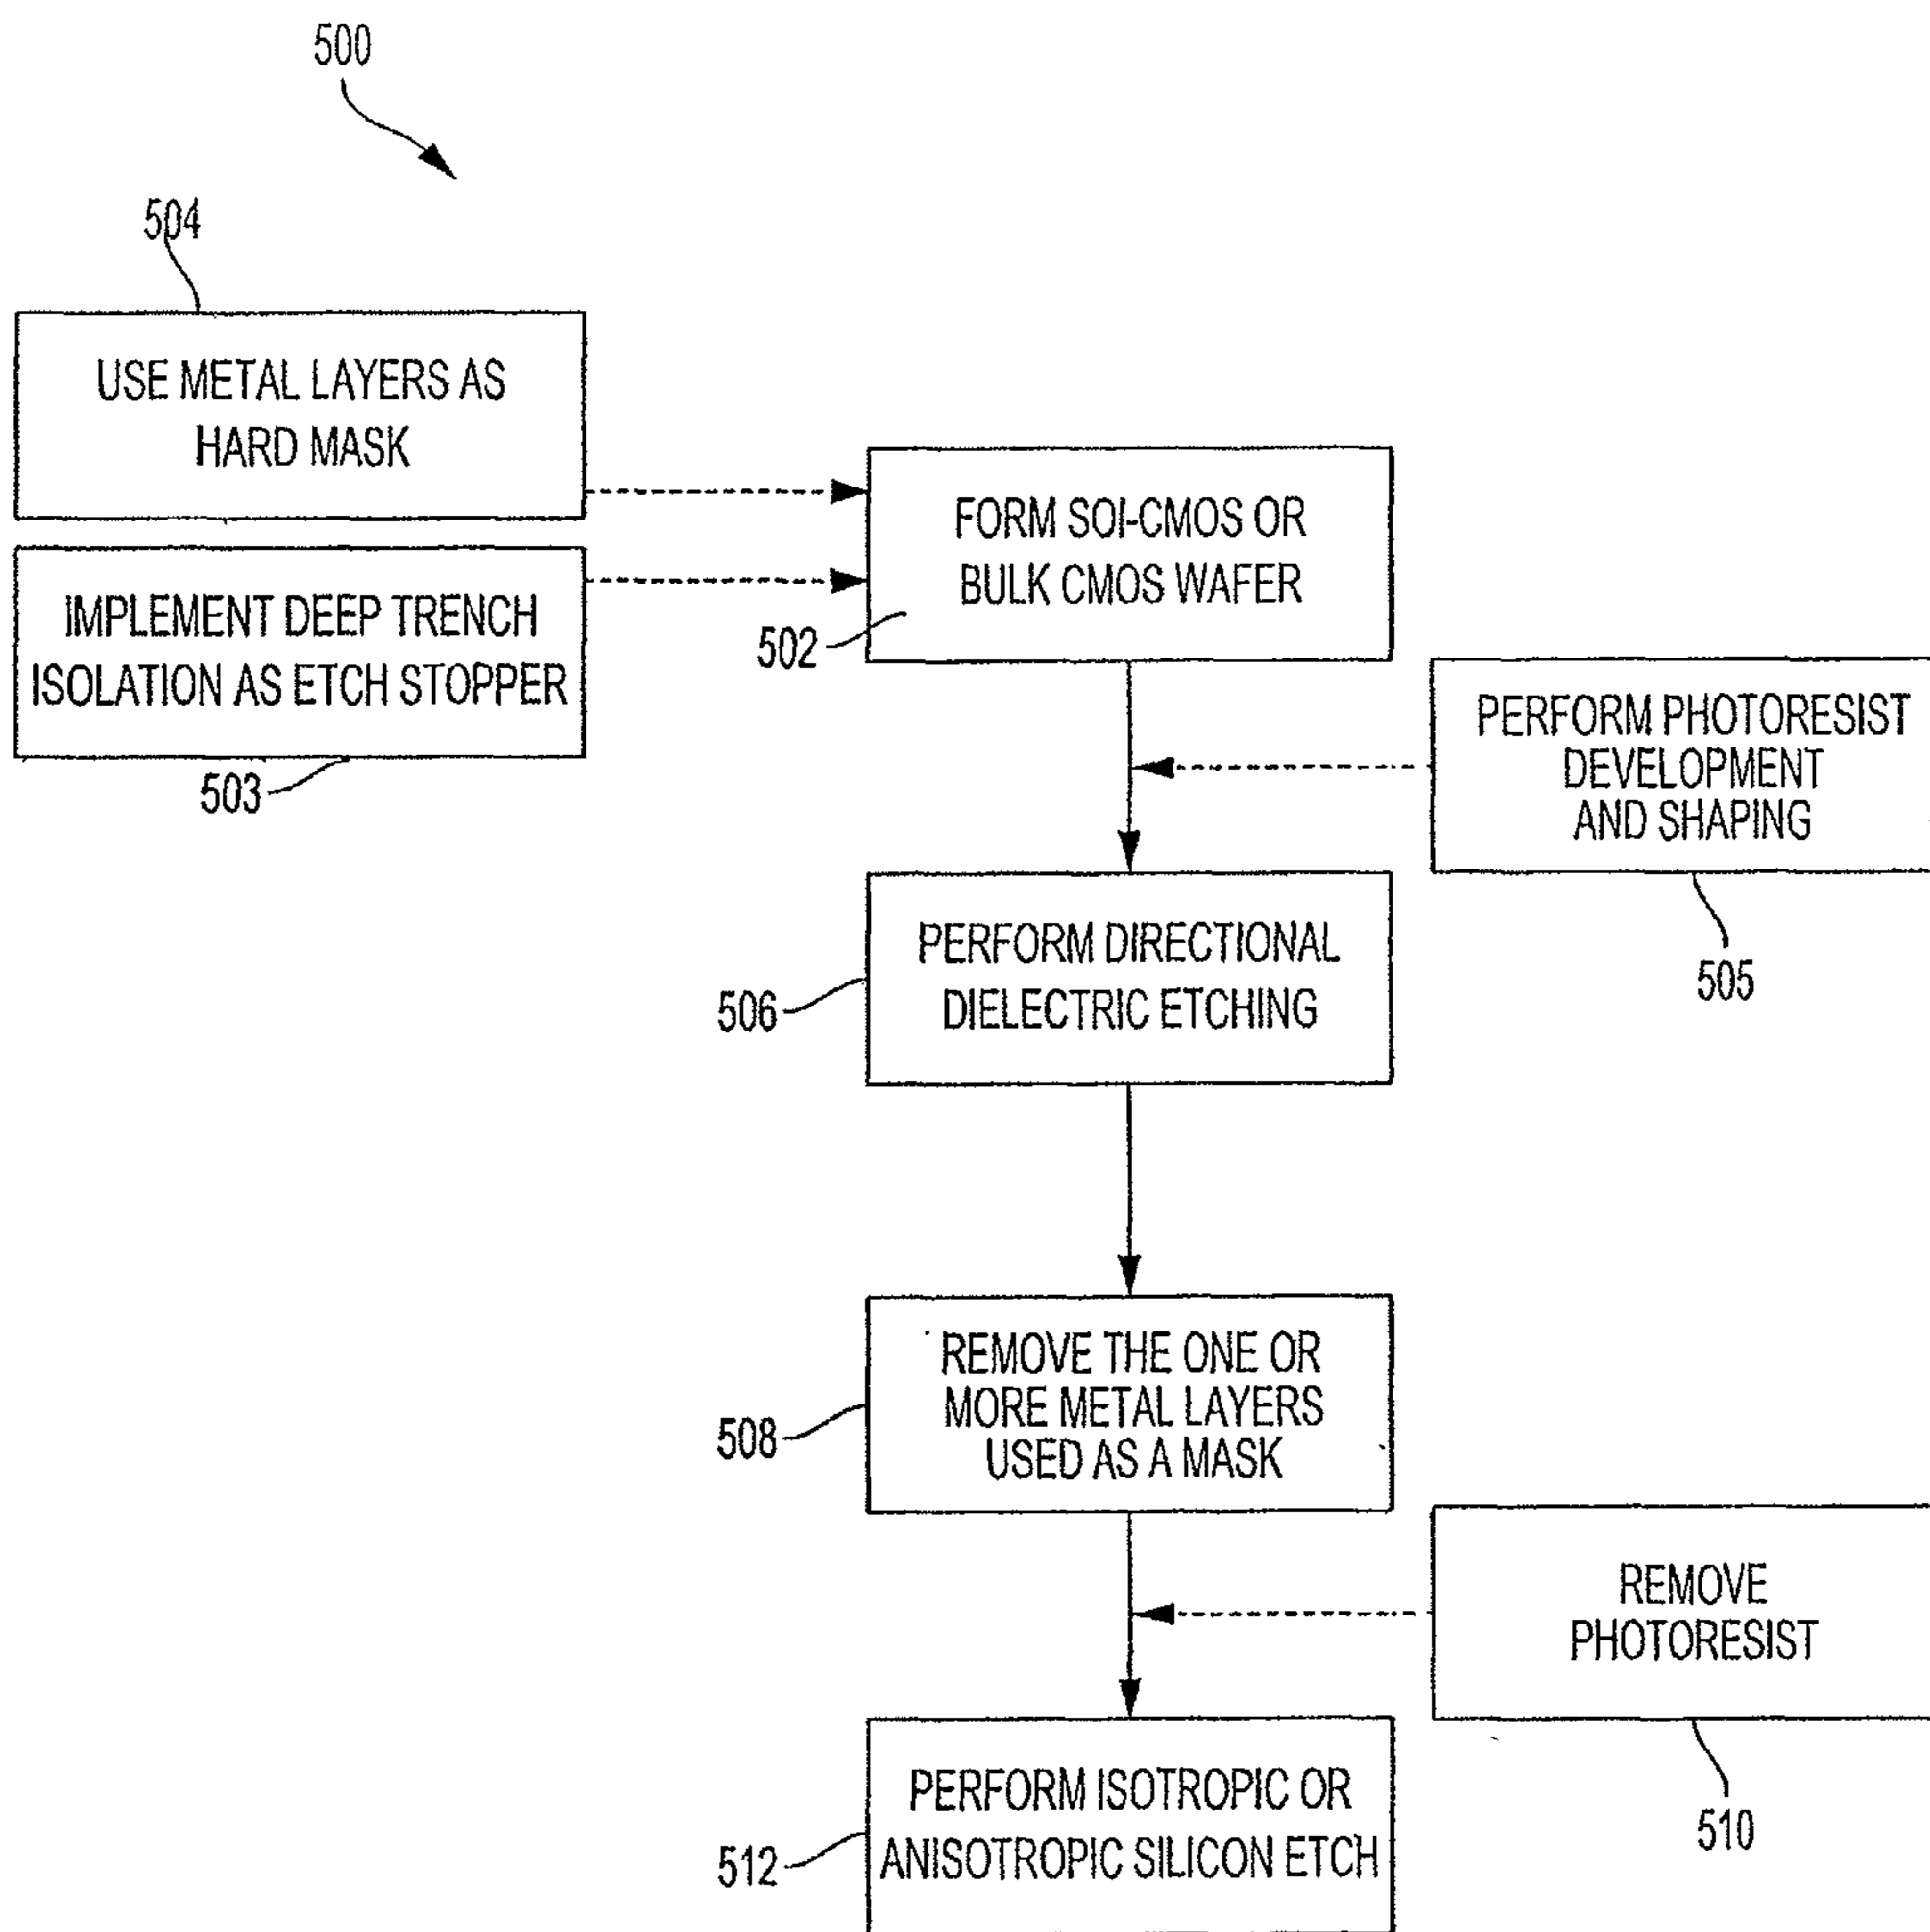 500
504
USE METAL LAYERS AS
HARD MASK
IMPLEMENT DEEP TRENCH
ISOLATION AS ETCH STOPPER
503
FORM SOI-CMOS OR
BULK CMOS WAFER
502
PERFORM PHOTORESIST
DEVELOPMENT
AND SHAPING
505
PERFORM DIRECTIONAL
DIELECTRIC ETCHING
506
REMOVE THE ONE OR
MORE METAL LAYERS
USED AS A MASK
508
REMOVE
PHOTORESIST
510
PERFORM ISOTROPIC OR
ANISOTROPIC SILICON ETCH
512